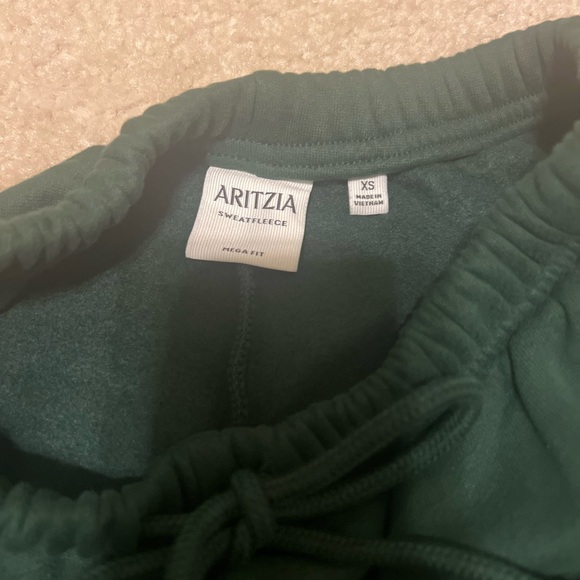 ARITZIA
SWEATFLEECE
MEGA FIT
XS
MADE IN
VIETNAM